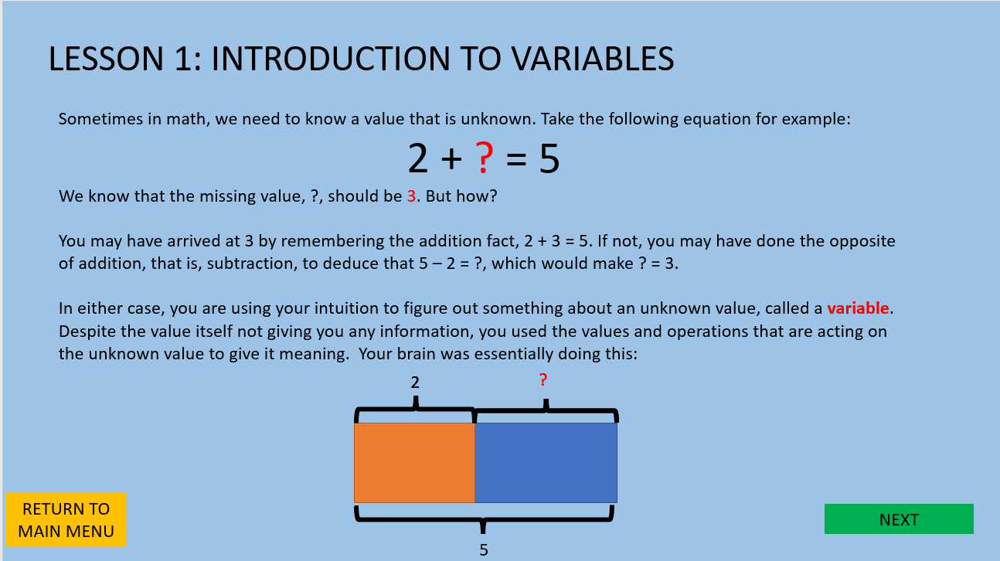 LESSON 1: INTRODUCTION TO VARIABLES
Sometimes in math, we need to know a value that is unknown. Take the following equation for example:
2 + ? = 5
We know that the missing value, ?, should be 3. But how?
You may have arrived at 3 by remembering the addition fact, 2 + 3 = 5. If not, you may have done the opposite
of addition, that is, subtraction, to deduce that 5 – 2 = ?, which would make ? = 3.
In either case, you are using your intuition to figure out something about an unknown value, called a variable.
Despite the value itself not giving you any information, you used the values and operations that are acting on
the unknown value to give it meaning.  Your brain was essentially doing this:
2
?
5
RETURN TO
MAIN MENU
NEXT